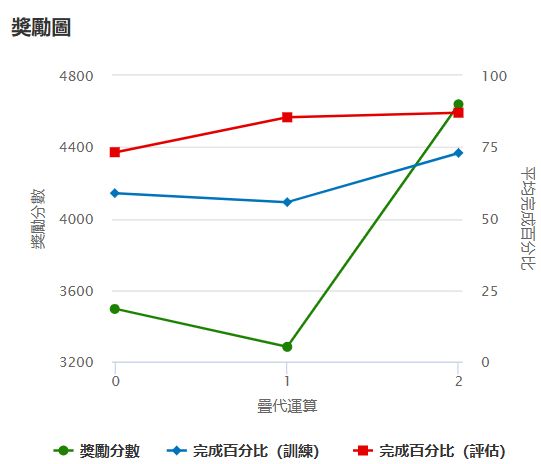 獎勵圖
4800
4400
4000
3600
3200
獎勵分數
100
75
50
25
0
平均完成百分比
0
1
2
疊代運算
獎勵分數
完成百分比 (訓練)
完成百分比 (評估)